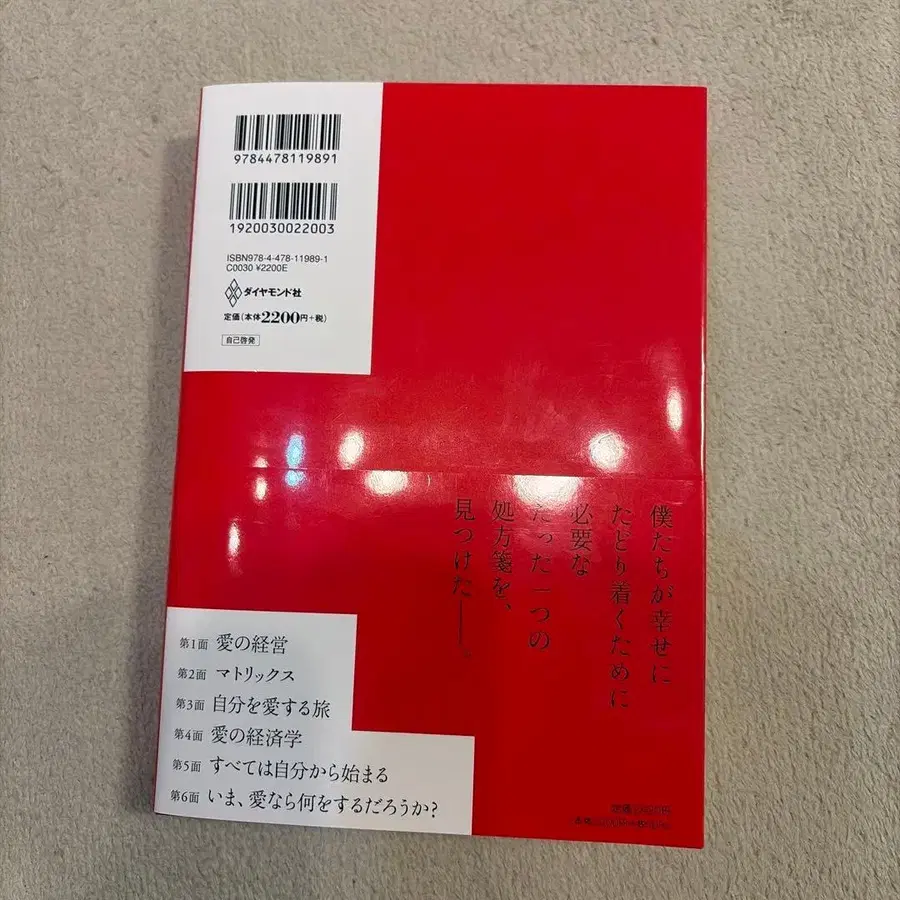 9784478119891
1920030022003
ISBN978-4-478-11989-1
C0030 ¥2200E
ダイヤモンド社
定価(本体2200円+税)
自己啓発
僕たちが幸せに
たどり着くために
必要な
たった一つの
処方箋を、
見つけた──。
第1面 愛の経営
第2面 マトリックス
第3面 自分を愛する旅
第4面 愛の経済学
第5面 すべては自分から始まる
第6面 いま、愛なら何をするだろうか?